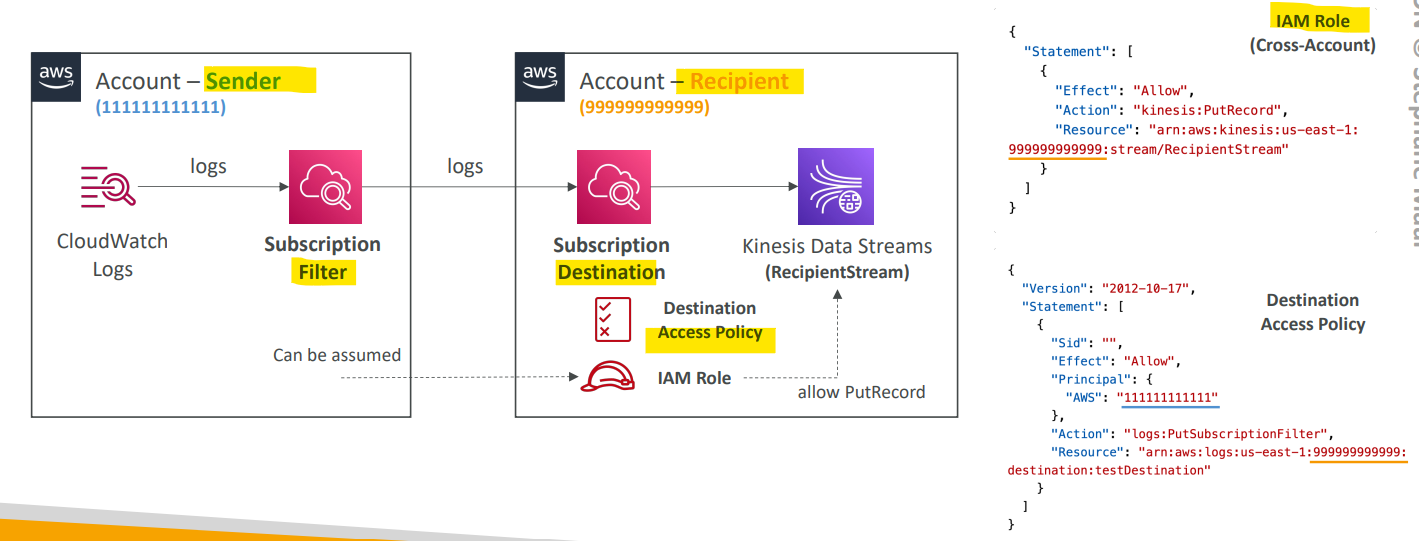 aws
Account – Sender
(111111111111)
logs
CloudWatch
Logs
Subscription
Filter
Can be assumed
logs
aws
Account – Recipient
(999999999999)
Subscription
Destination
Kinesis Data Streams
(RecipientStream)
Destination
Access Policy
IAM Role
allow PutRecord
IAM Role
(Cross-Account)
{
"Statement": [
{
"Effect": "Allow",
"Action": "kinesis:PutRecord",
"Resource": "arn:aws:kinesis:us-east-1:
999999999999:stream/RecipientStream"
}
]
}
Destination
Access Policy
{
"Version": "2012-10-17",
"Statement": [
{
"Sid": "",
"Effect": "Allow",
"Principal": {
"AWS": "111111111111"
},
"Action": "logs:PutSubscriptionFilter",
"Resource": "arn:aws:logs:us-east-1:999999999999:
destination:testDestination"
}
]
}
©